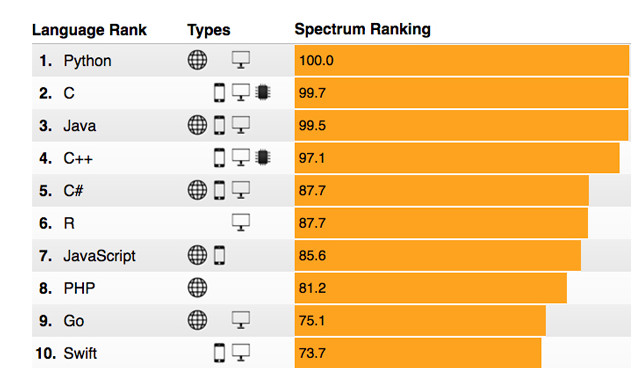 Language Rank Types Spectrum Ranking
1. Python 100.0
2. C 99.7
3. Java 99.5
4. C++ 97.1
5. C# 87.7
6. R 87.7
7. JavaScript 85.6
8. PHP 81.2
9. Go 75.1
10. Swift 73.7